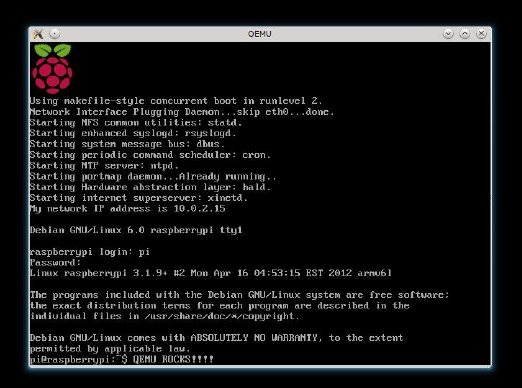 QEMU
Using makefile-style concurrent boot in runlevel 2.
Network Interface Plugging Daemon...skip eth0...done.
Starting NFS common utilities: statd.
Starting enhanced syslogd: rsyslogd.
Starting system message bus: dbus.
Starting periodic command scheduler: cron.
Starting NTP server: ntpd.
Starting portmap daemon...Already running..
Starting Hardware abstraction layer: hald.
Starting internet superserver: xinetd.
My network IP address is 10.0.2.15
Debian GNU/Linux 6.0 raspberrypi tty1
raspberrypi login: pi
Password:
Linux raspberrypi 3.1.9+ #2 Mon Apr 16 04:53:15 EST 2012 armv6l
The programs included with the Debian GNU/Linux system are free software;
the exact distribution terms for each program are described in the
individual files in /usr/share/doc/*/copyright.
Debian GNU/Linux comes with ABSOLUTELY NO WARRANTY, to the extent
permitted by applicable law.
pi@raspberrypi:~$ QEMU ROCKS!!!!